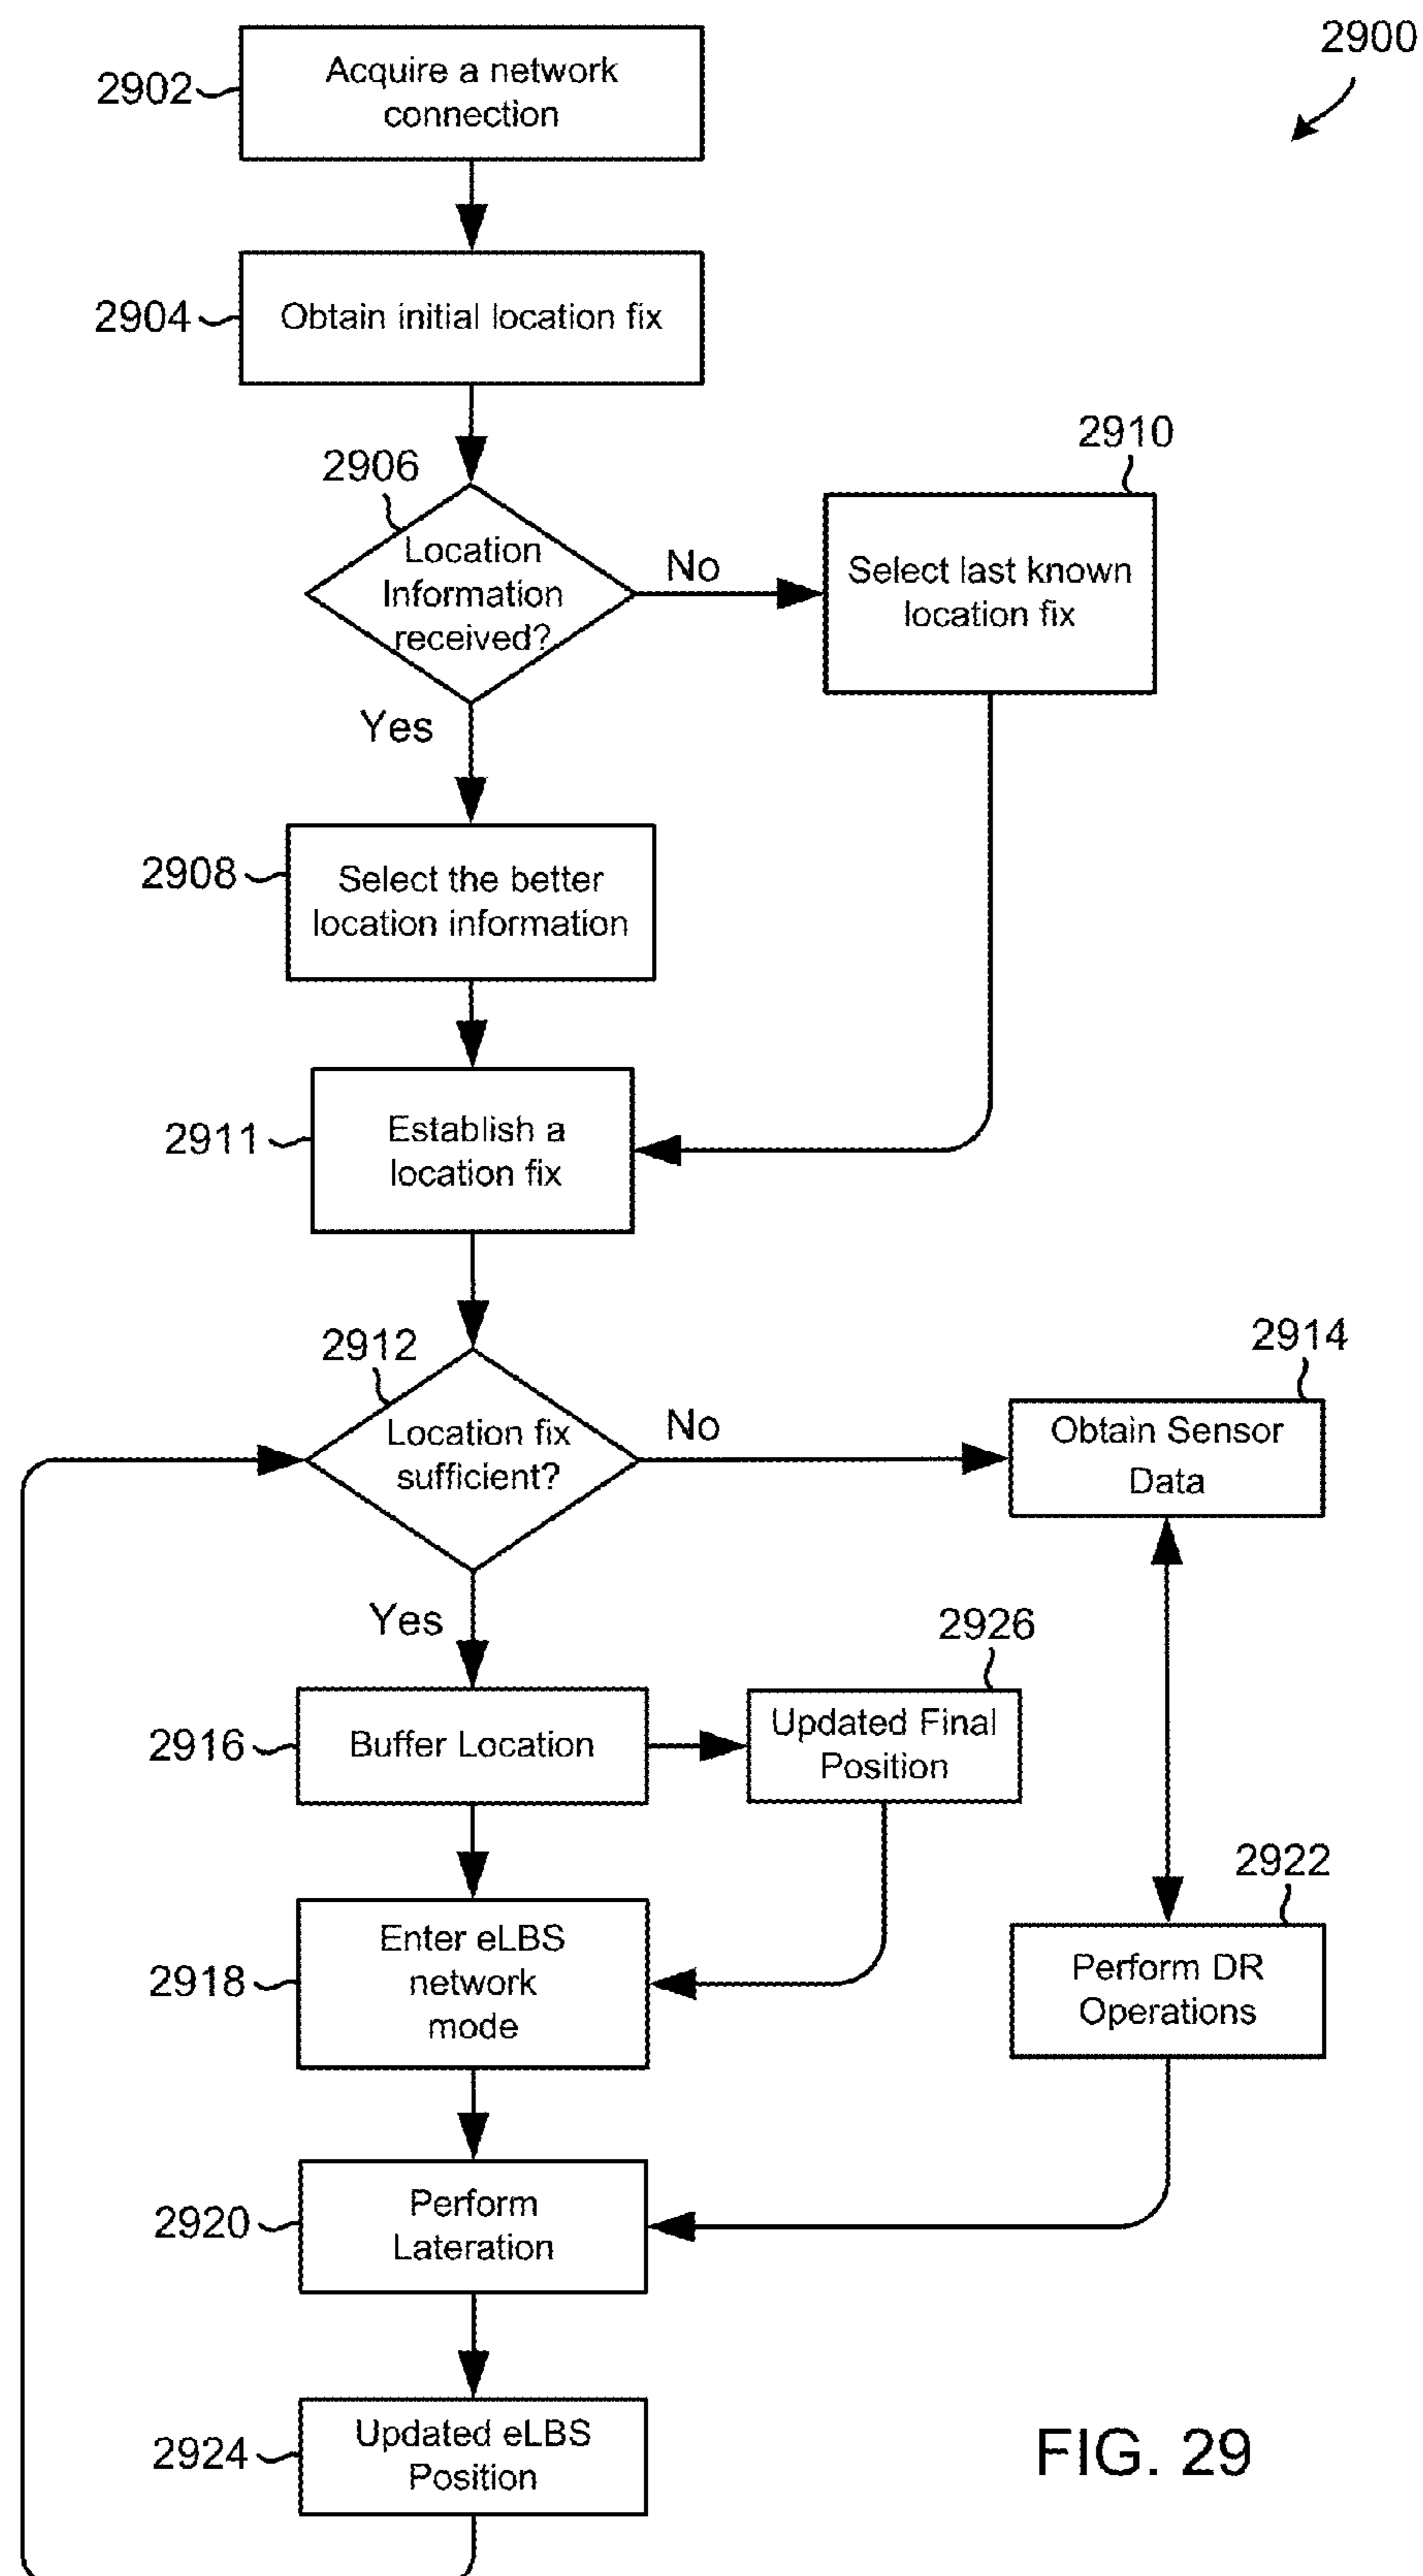 2900
2902
Acquire a network
connection
2904
Obtain initial location fix
2906
Location
Information
received?
No
2910
Select last known
location fix
Yes
2908
Select the better
location information
2911
Establish a
location fix
2912
Location fix
sufficient?
No
2914
Obtain Sensor
Data
Yes
2916
Buffer Location
2926
Updated Final
Position
2918
Enter eLBS
network
mode
2922
Perform DR
Operations
2920
Perform
Lateration
2924
Updated eLBS
Position
FIG. 29